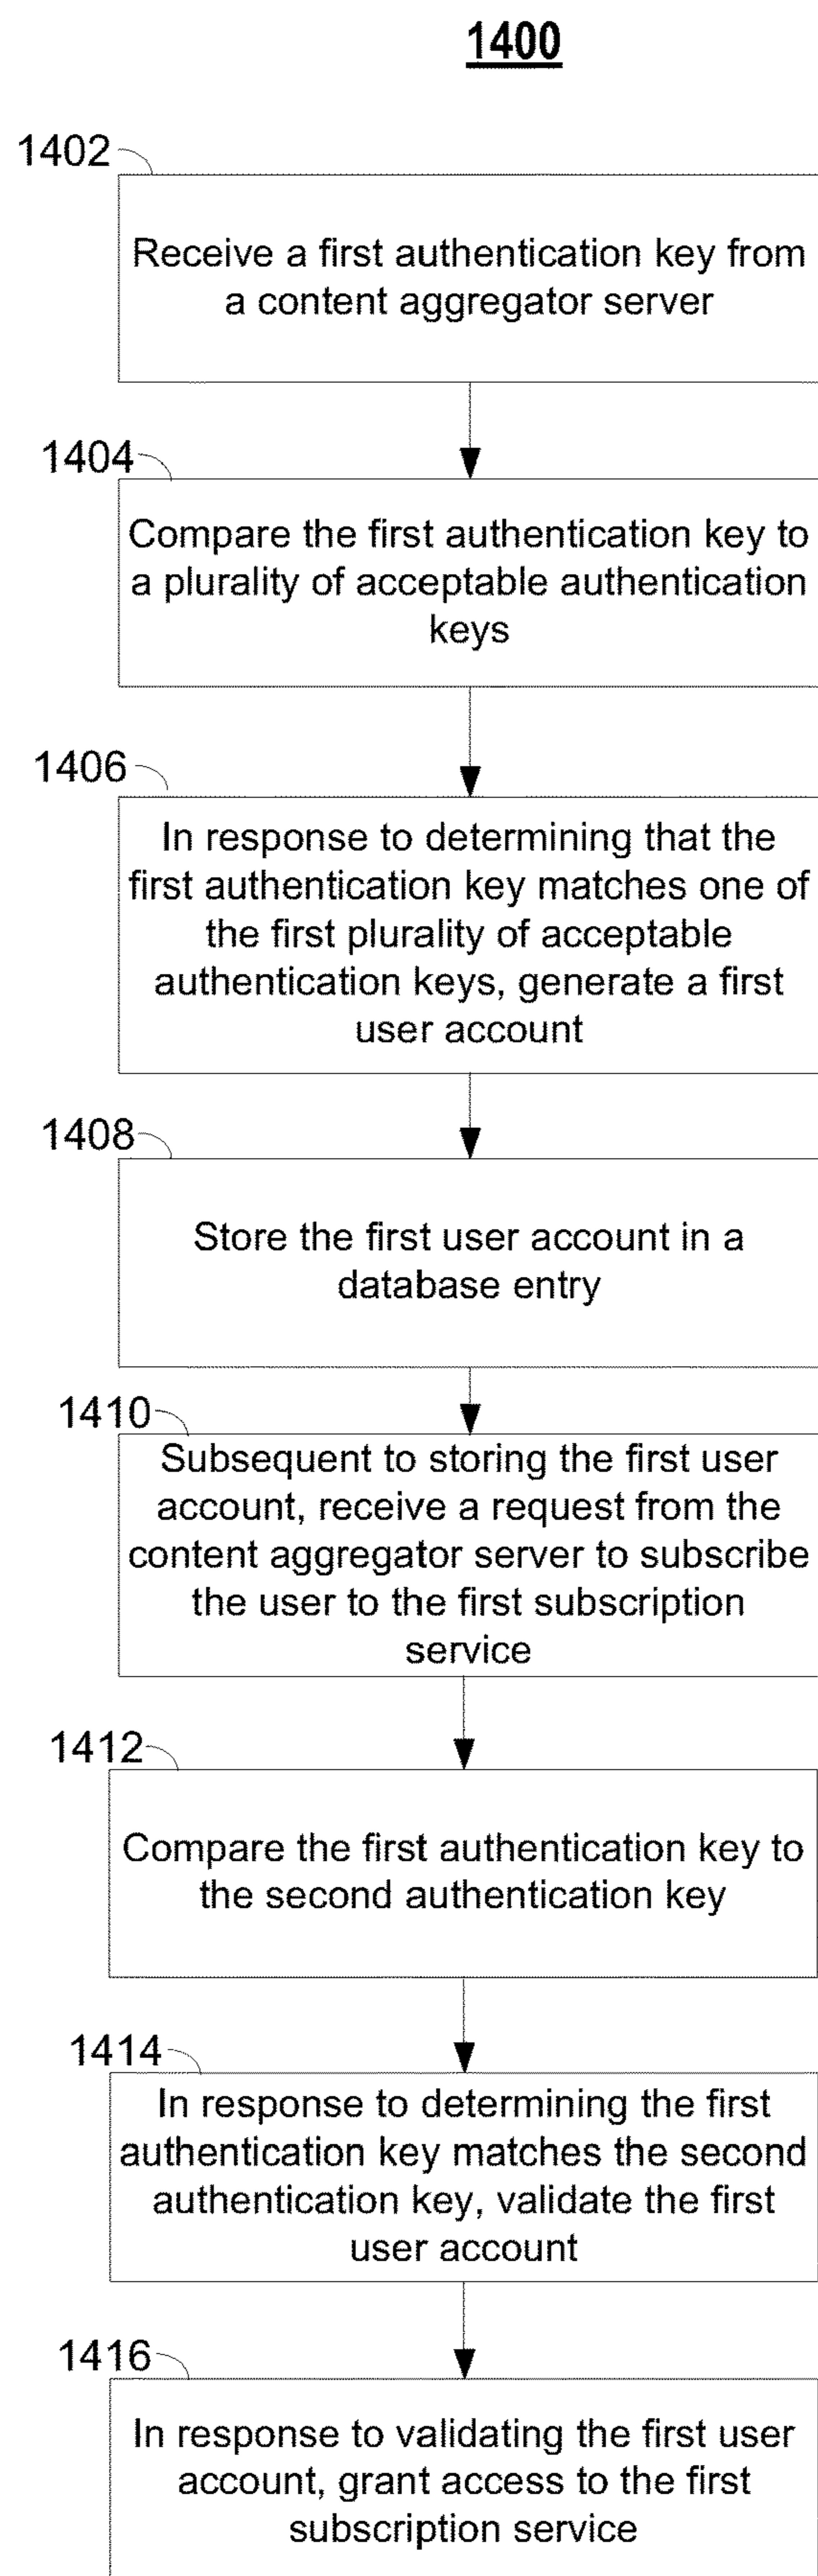 1400
1402
Receive a first authentication key from
a content aggregator server
1404
Compare the first authentication key to
a plurality of acceptable authentication
keys
1406
In response to determining that the
first authentication key matches one of
the first plurality of acceptable
authentication keys, generate a first
user account
1408
Store the first user account in a
database entry
1410
Subsequent to storing the first user
account, receive a request from the
content aggregator server to subscribe
the user to the first subscription
service
1412
Compare the first authentication key to
the second authentication key
1414
In response to determining the first
authentication key matches the second
authentication key, validate the first
user account
1416
In response to validating the first user
account, grant access to the first
subscription service